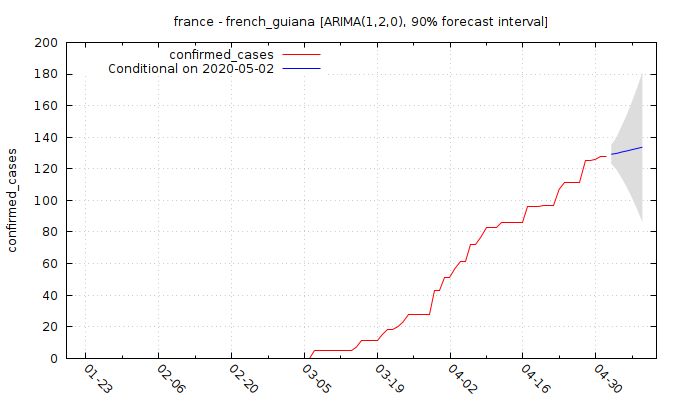 france - french_guiana [ARIMA(1,2,0), 90% forecast interval]
confirmed_cases
Conditional on 2020-05-02
confirmed_cases
200
180
160
140
120
100
80
60
40
20
0
01-23 02-06 02-20 03-05 03-19 04-02 04-16 04-30